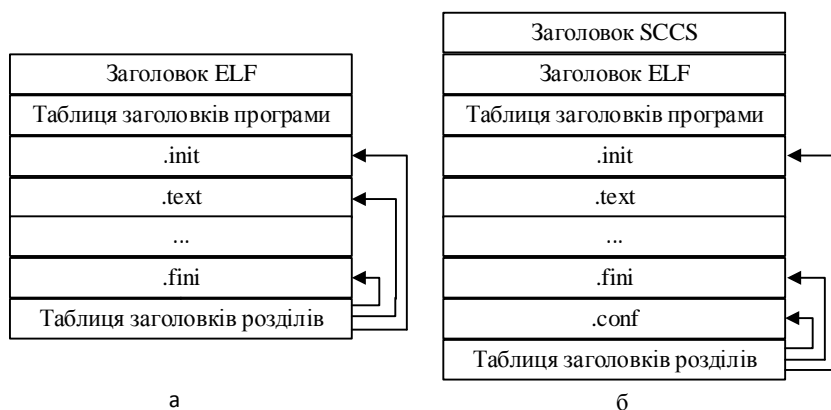 Заголовок ELF
Таблиця заголовків програми
.init
.text
...
.fini
Таблиця заголовків розділів
а
Заголовок SCCS
Заголовок ELF
Таблиця заголовків програми
.init
.text
...
.fini
.conf
Таблиця заголовків розділів
б